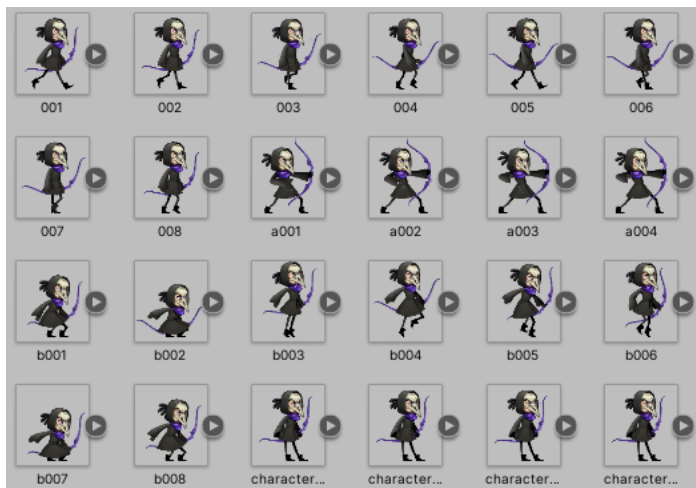 001 002 003 004 005 006
007 008 a001 a002 a003 a004
b001 b002 b003 b004 b005 b006
b007 b008 character... character... character... character...